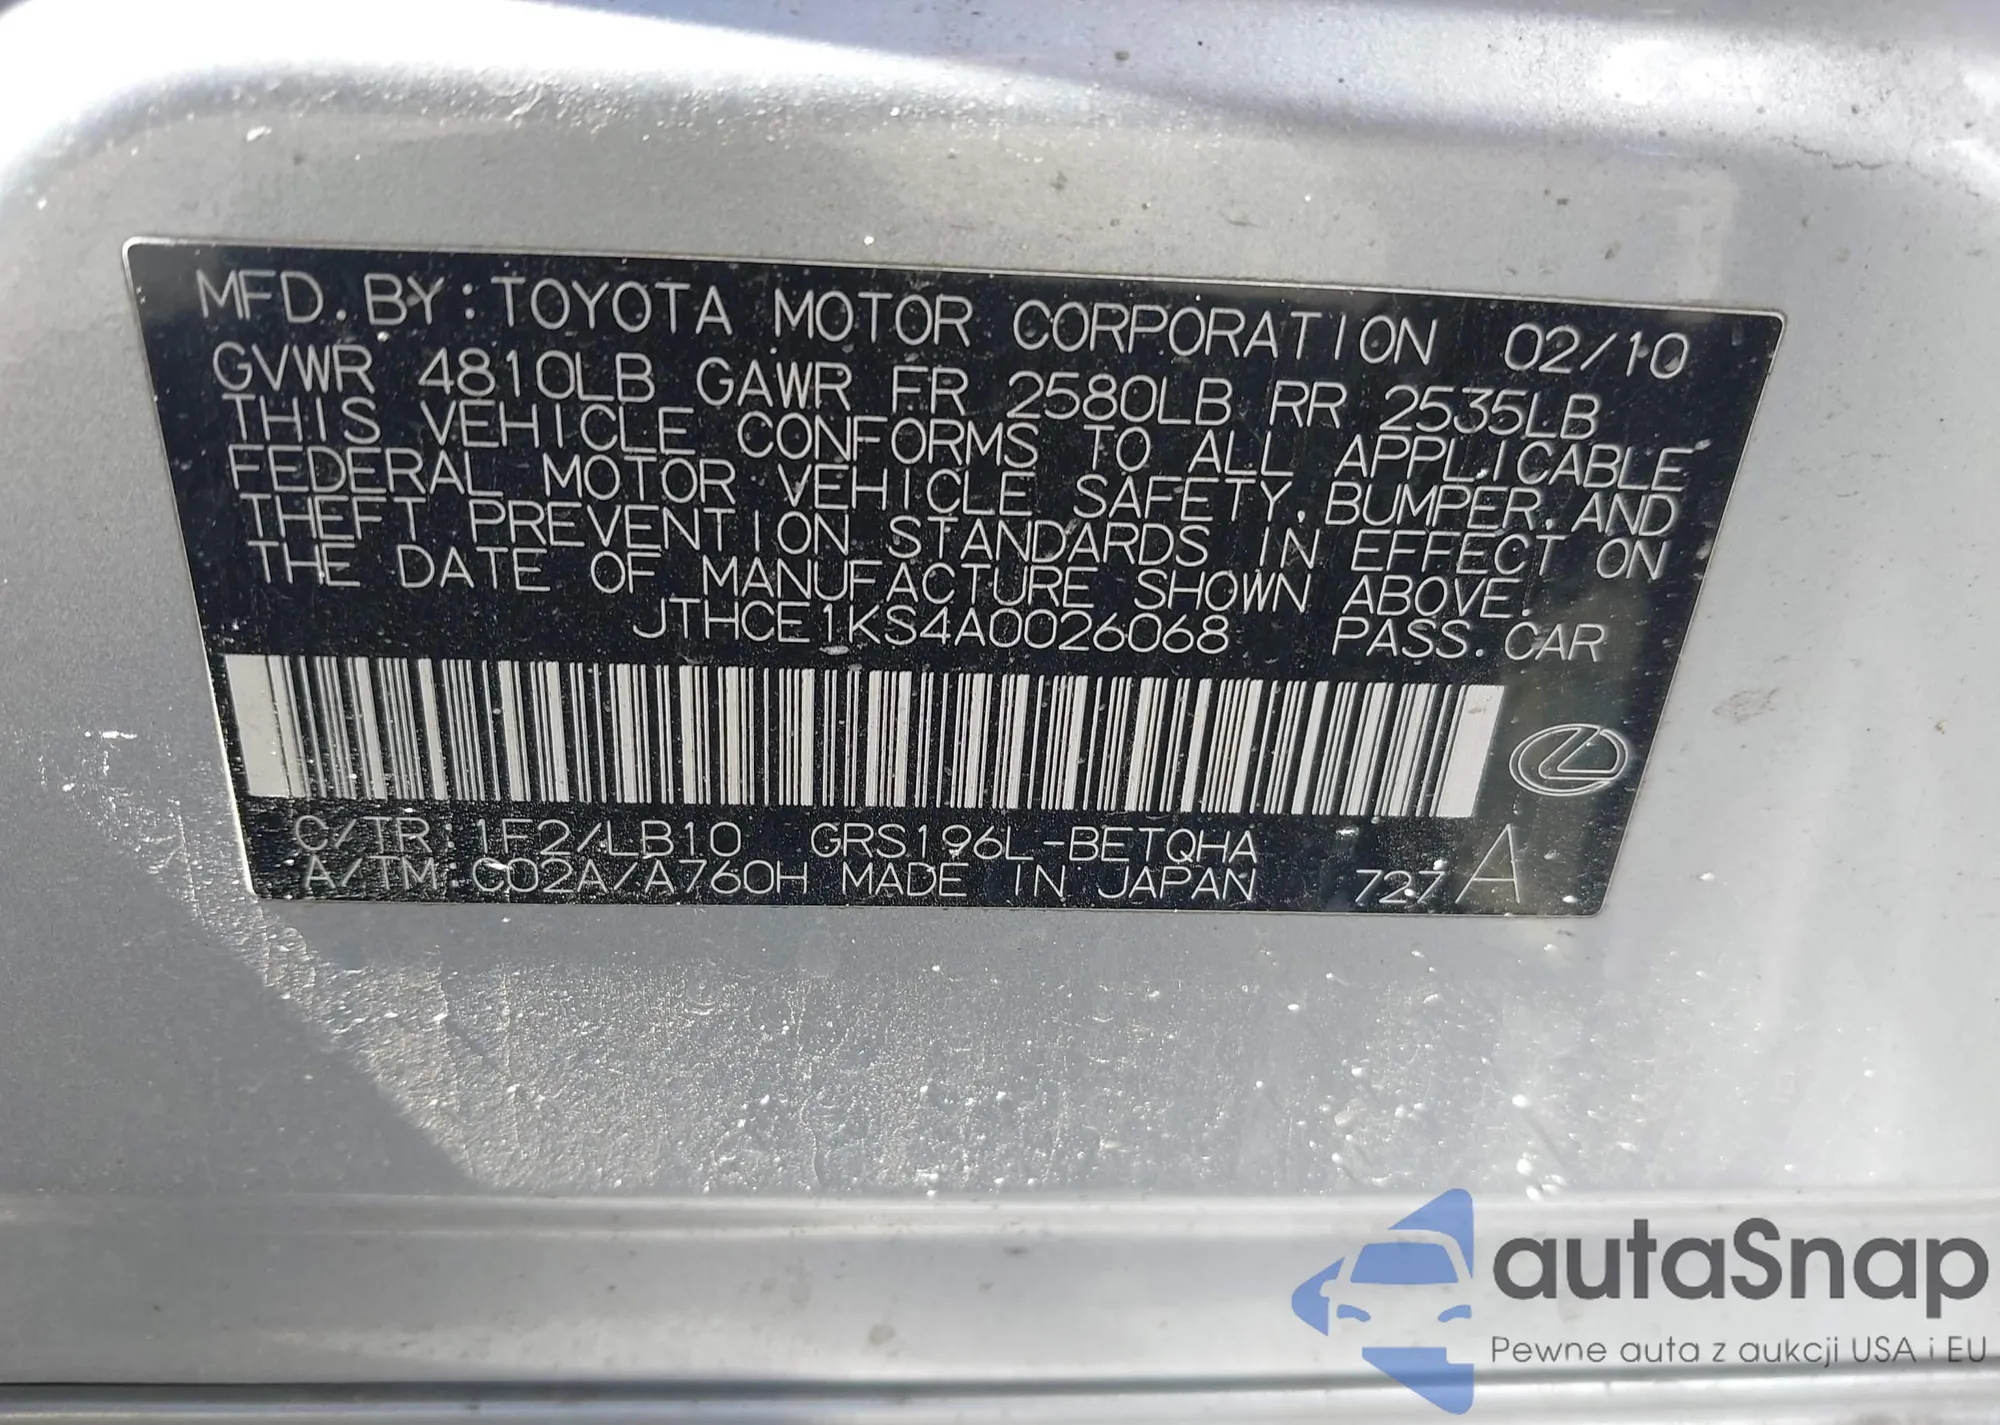 MFD. BY: TOYOTA MOTOR CORPORATION 02/10
GVWR 4810LB GAWR FR 2580LB RR 2535LB
THIS VEHICLE CONFORMS TO ALL APPLICABLE
FEDERAL MOTOR VEHICLE SAFETY, BUMPER, AND
THEFT PREVENTION STANDARDS IN EFFECT ON
THE DATE OF MANUFACTURE SHOWN ABOVE.
JTHCE1KS4A0026068 PASS. CAR
C/TR: 1F2/LB10 GRS196L-BETQHA
A/TM: C02A/A760H MADE IN JAPAN 727 A
autaSnap
Pewne auta z aukcji USA i EU